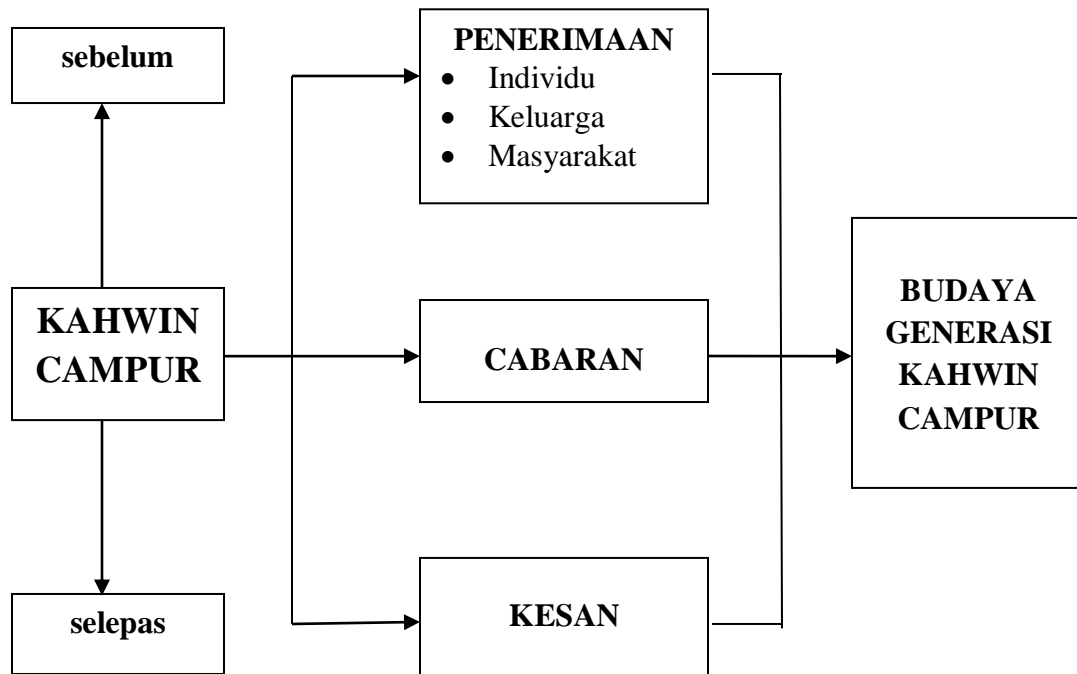 sebelum
PENERIMAAN
• Individu
• Keluarga
• Masyarakat
KAHWIN
CAMPUR
CABARAN
BUDAYA
GENERASI
KAHWIN
CAMPUR
selepas
KESAN